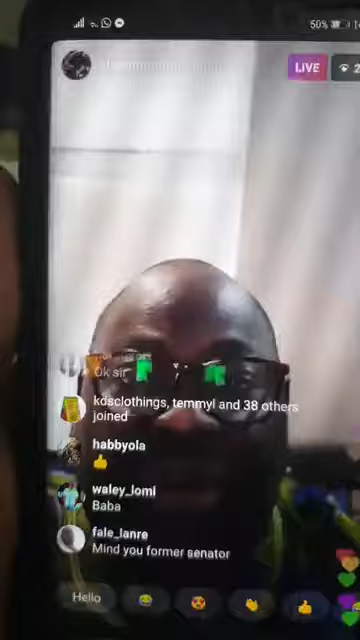 50%
LIVE
2
Ok sir
kdsclothings, temmyl and 38 others
joined
habbyola
👍
waley_lomi
Baba
fale_lanre
Mind you former senator
Hello